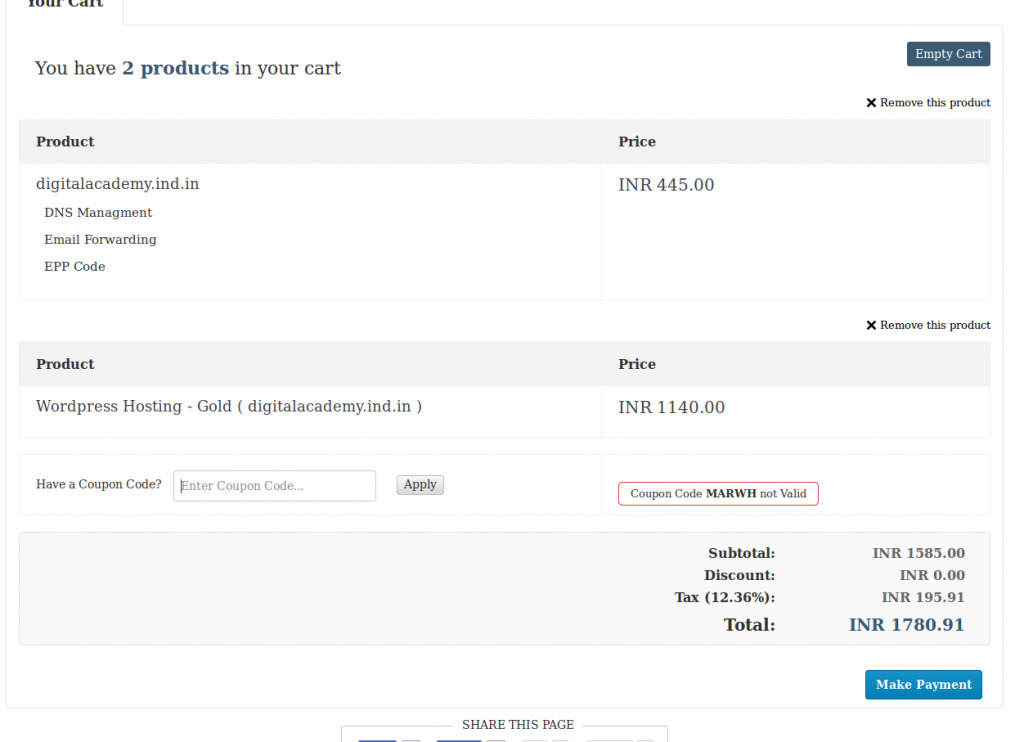 Your Cart
You have 2 products in your cart
Empty Cart
Remove this product
Product Price
digitalacademy.ind.in INR 445.00
DNS Managment
Email Forwarding
EPP Code
Remove this product
Product Price
Wordpress Hosting - Gold ( digitalacademy.ind.in ) INR 1140.00
Have a Coupon Code? Enter Coupon Code... Apply Coupon Code MARWH not Valid
Subtotal: INR 1585.00
Discount: INR 0.00
Tax (12.36%): INR 195.91
Total: INR 1780.91
Make Payment
SHARE THIS PAGE